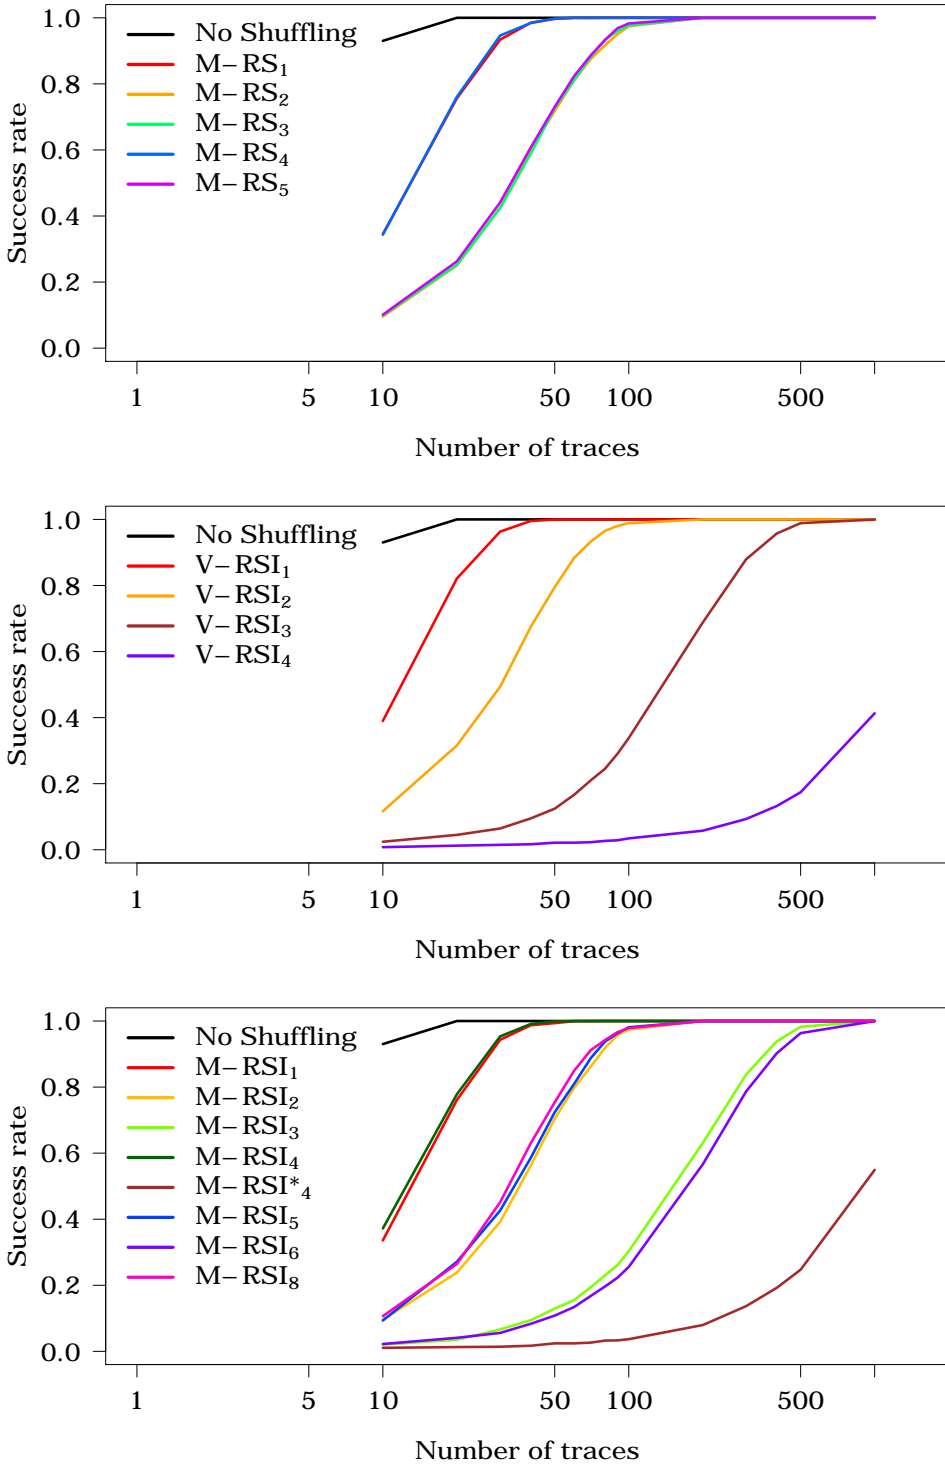 1.0
0.8
0.6
0.4
0.2
0.0
Success rate
No Shuffling
M–RS₁
M–RS₂
M–RS₃
M–RS₄
M–RS₅
1 5 10 50 100 500
Number of traces
1.0
0.8
0.6
0.4
0.2
0.0
Success rate
No Shuffling
V–RSI₁
V–RSI₂
V–RSI₃
V–RSI₄
1 5 10 50 100 500
Number of traces
1.0
0.8
0.6
0.4
0.2
0.0
Success rate
No Shuffling
M–RSI₁
M–RSI₂
M–RSI₃
M–RSI₄
M–RSI*₄
M–RSI₅
M–RSI₆
M–RSI₈
1 5 10 50 100 500
Number of traces